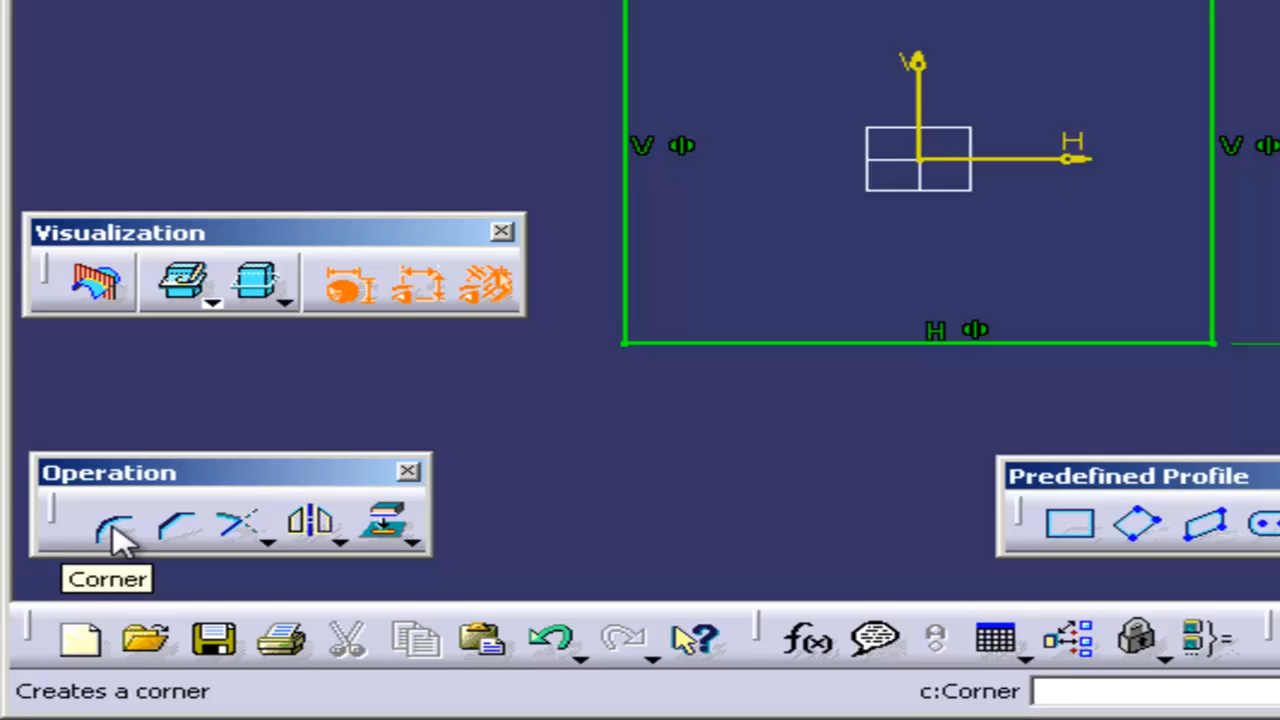 V
H
V
V
H
Visualization
Operation
Predefined Profile
Corner
f(x)
?
Creates a corner
c:Corner